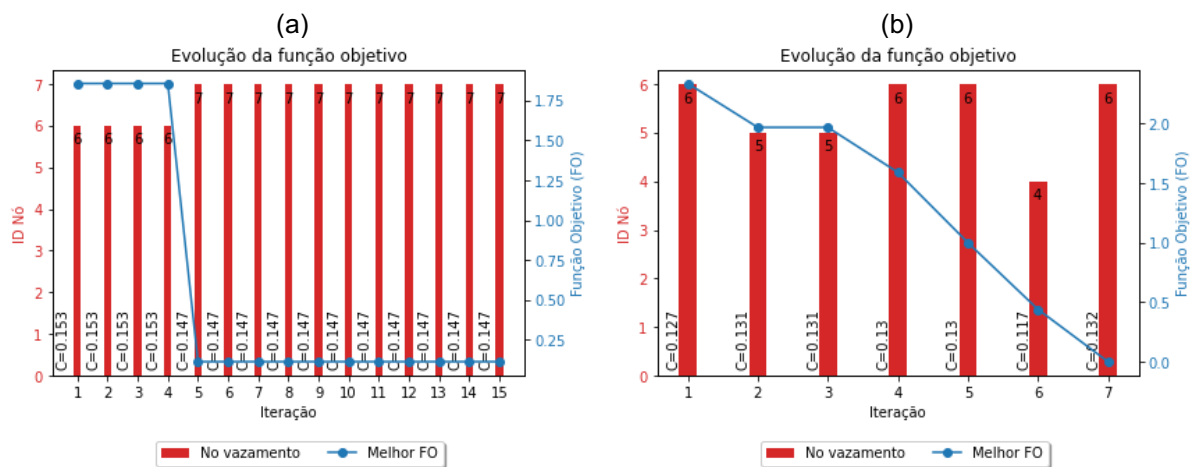 (a)
Evolução da função objetivo
7
6
5
4
3
2
1
0
ID Nó
6 6 6 6 7 7 7 7 7 7 7 7 7 7 7
C=0.153 C=0.153 C=0.153 C=0.153 C=0.147 C=0.147 C=0.147 C=0.147 C=0.147 C=0.147 C=0.147 C=0.147 C=0.147 C=0.147 C=0.147
1.75
1.50
1.25
1.00
0.75
0.50
0.25
Função Objetivo (FO)
1 2 3 4 5 6 7 8 9 10 11 12 13 14 15
Iteração
No vazamento Melhor FO
(b)
Evolução da função objetivo
6
5
4
3
2
1
0
ID Nó
6 5 5 6 6 4 6
C=0.127 C=0.131 C=0.131 C=0.13 C=0.13 C=0.117 C=0.132
2.0
1.5
1.0
0.5
0.0
Função Objetivo (FO)
1 2 3 4 5 6 7
Iteração
No vazamento Melhor FO